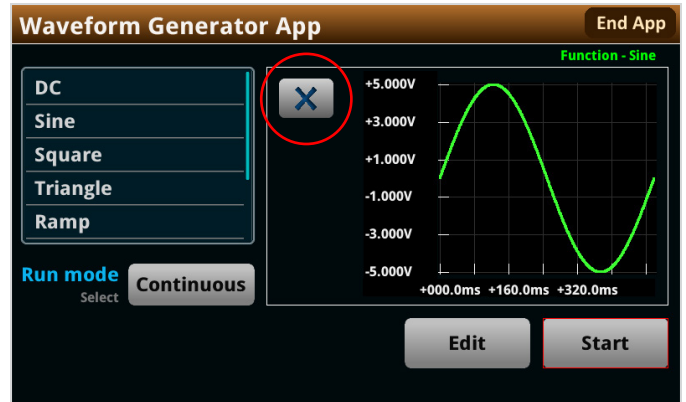 Waveform Generator App
End App
Function - Sine
DC
Sine
Square
Triangle
Ramp
Run mode
Select
Continuous
+5.000V
+3.000V
+1.000V
-1.000V
-3.000V
-5.000V
+000.0ms +160.0ms +320.0ms
Edit
Start